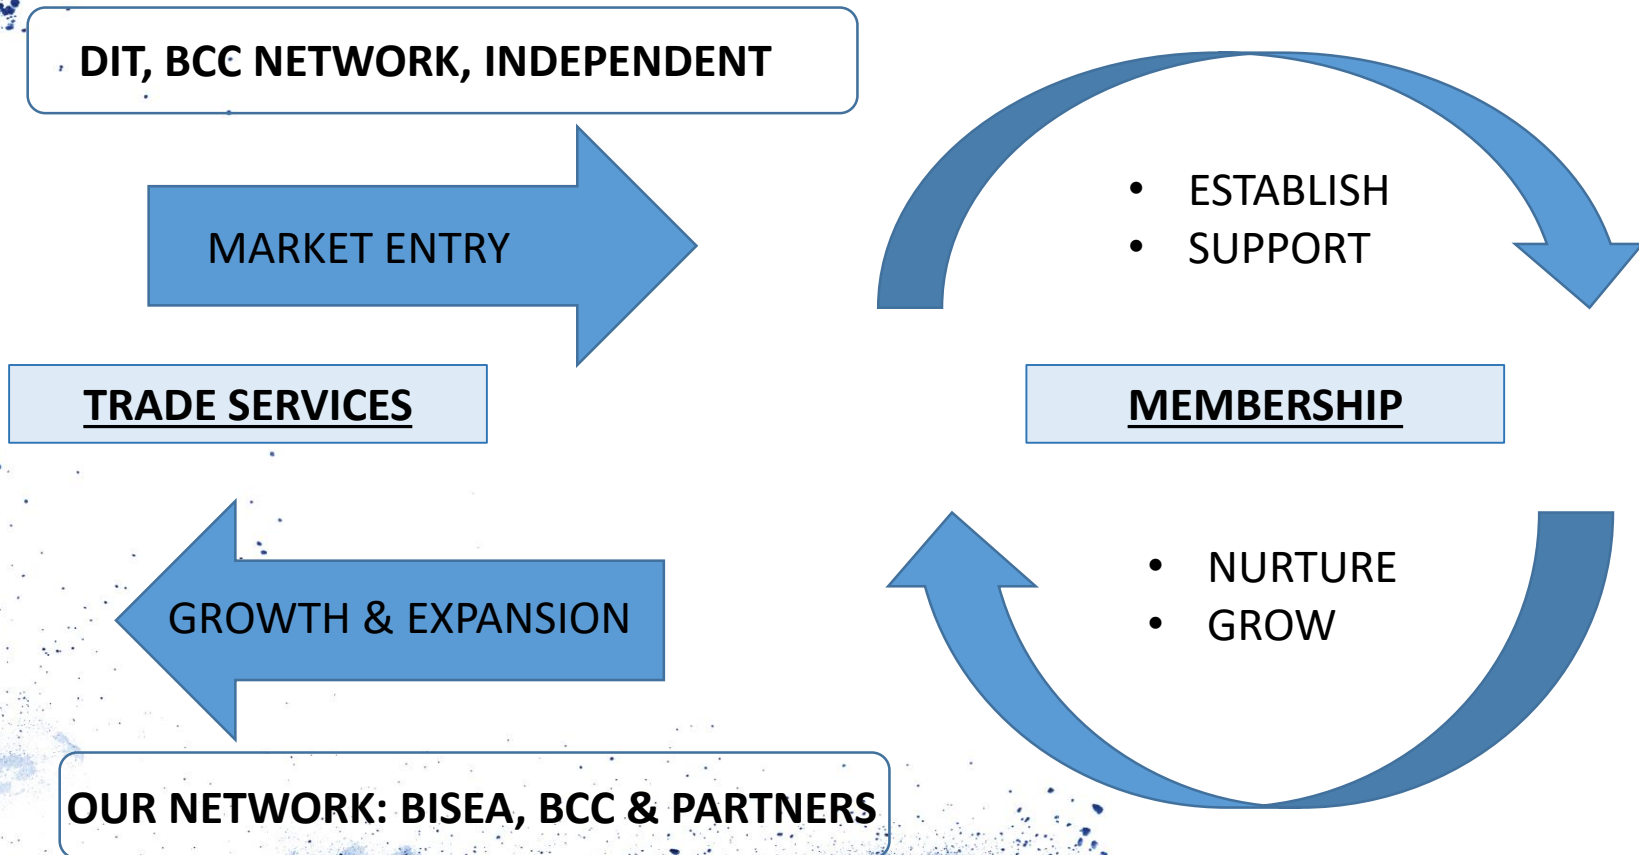 DIT, BCC NETWORK, INDEPENDENT
MARKET ENTRY
• ESTABLISH
• SUPPORT
TRADE SERVICES
MEMBERSHIP
GROWTH & EXPANSION
• NURTURE
• GROW
OUR NETWORK: BISEA, BCC & PARTNERS